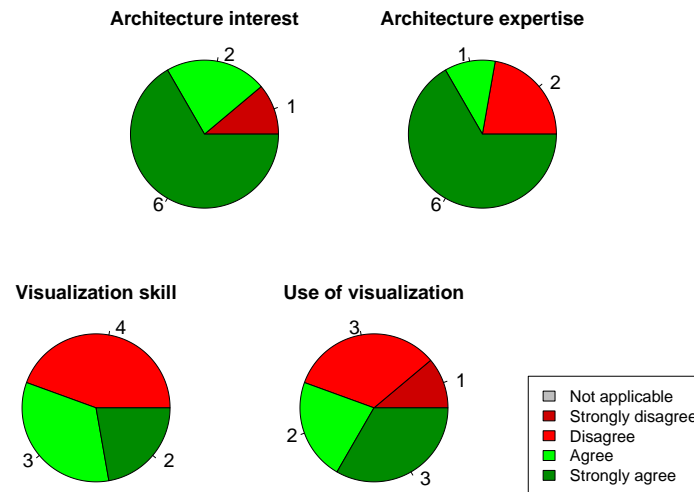 Architecture interest
2
1
6
Architecture expertise
1
2
6
Visualization skill
4
3
2
Use of visualization
3
1
2
3
Not applicable
Strongly disagree
Disagree
Agree
Strongly agree